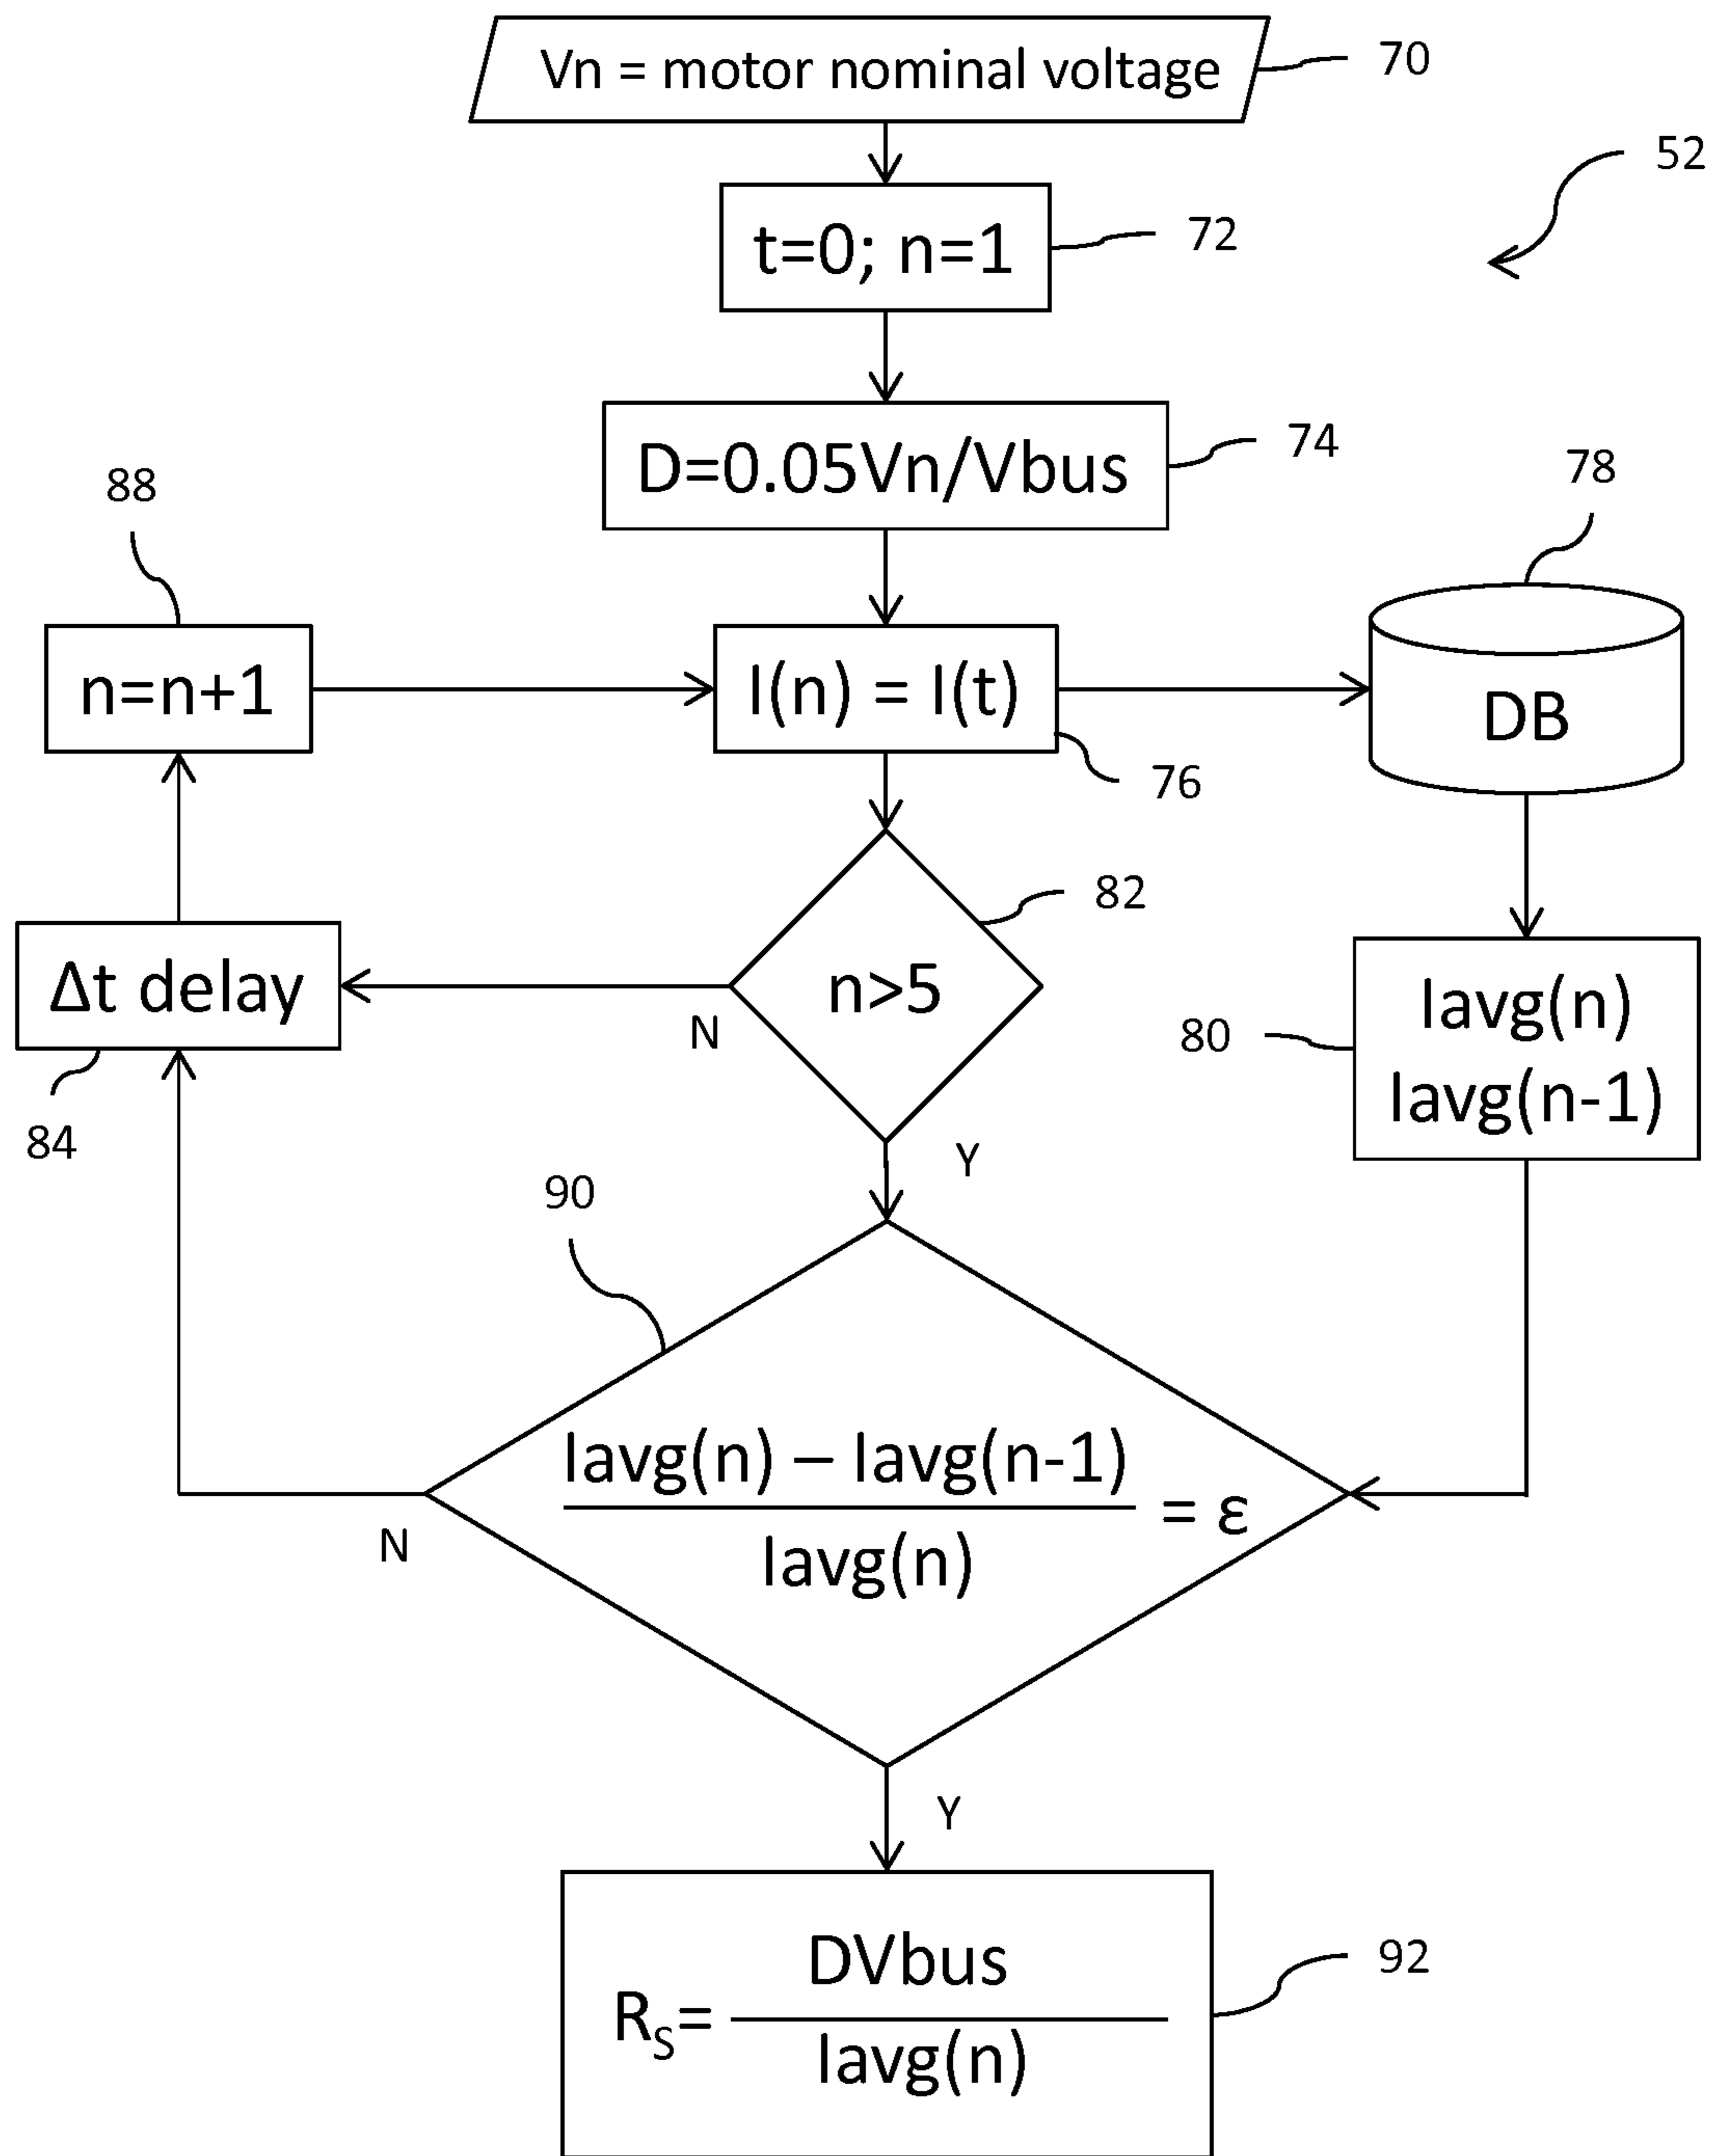 Vn = motor nominal voltage
70
52
t=0; n=1
72
D=0.05Vn/Vbus
74
78
88
n=n+1
I(n) = I(t)
DB
76
82
n>5
Δt delay
N
80
Iavg(n)
Iavg(n-1)
84
Y
90
Iavg(n) – Iavg(n-1)
= ε
Iavg(n)
N
Y
92
DVbus
R_S=
Iavg(n)